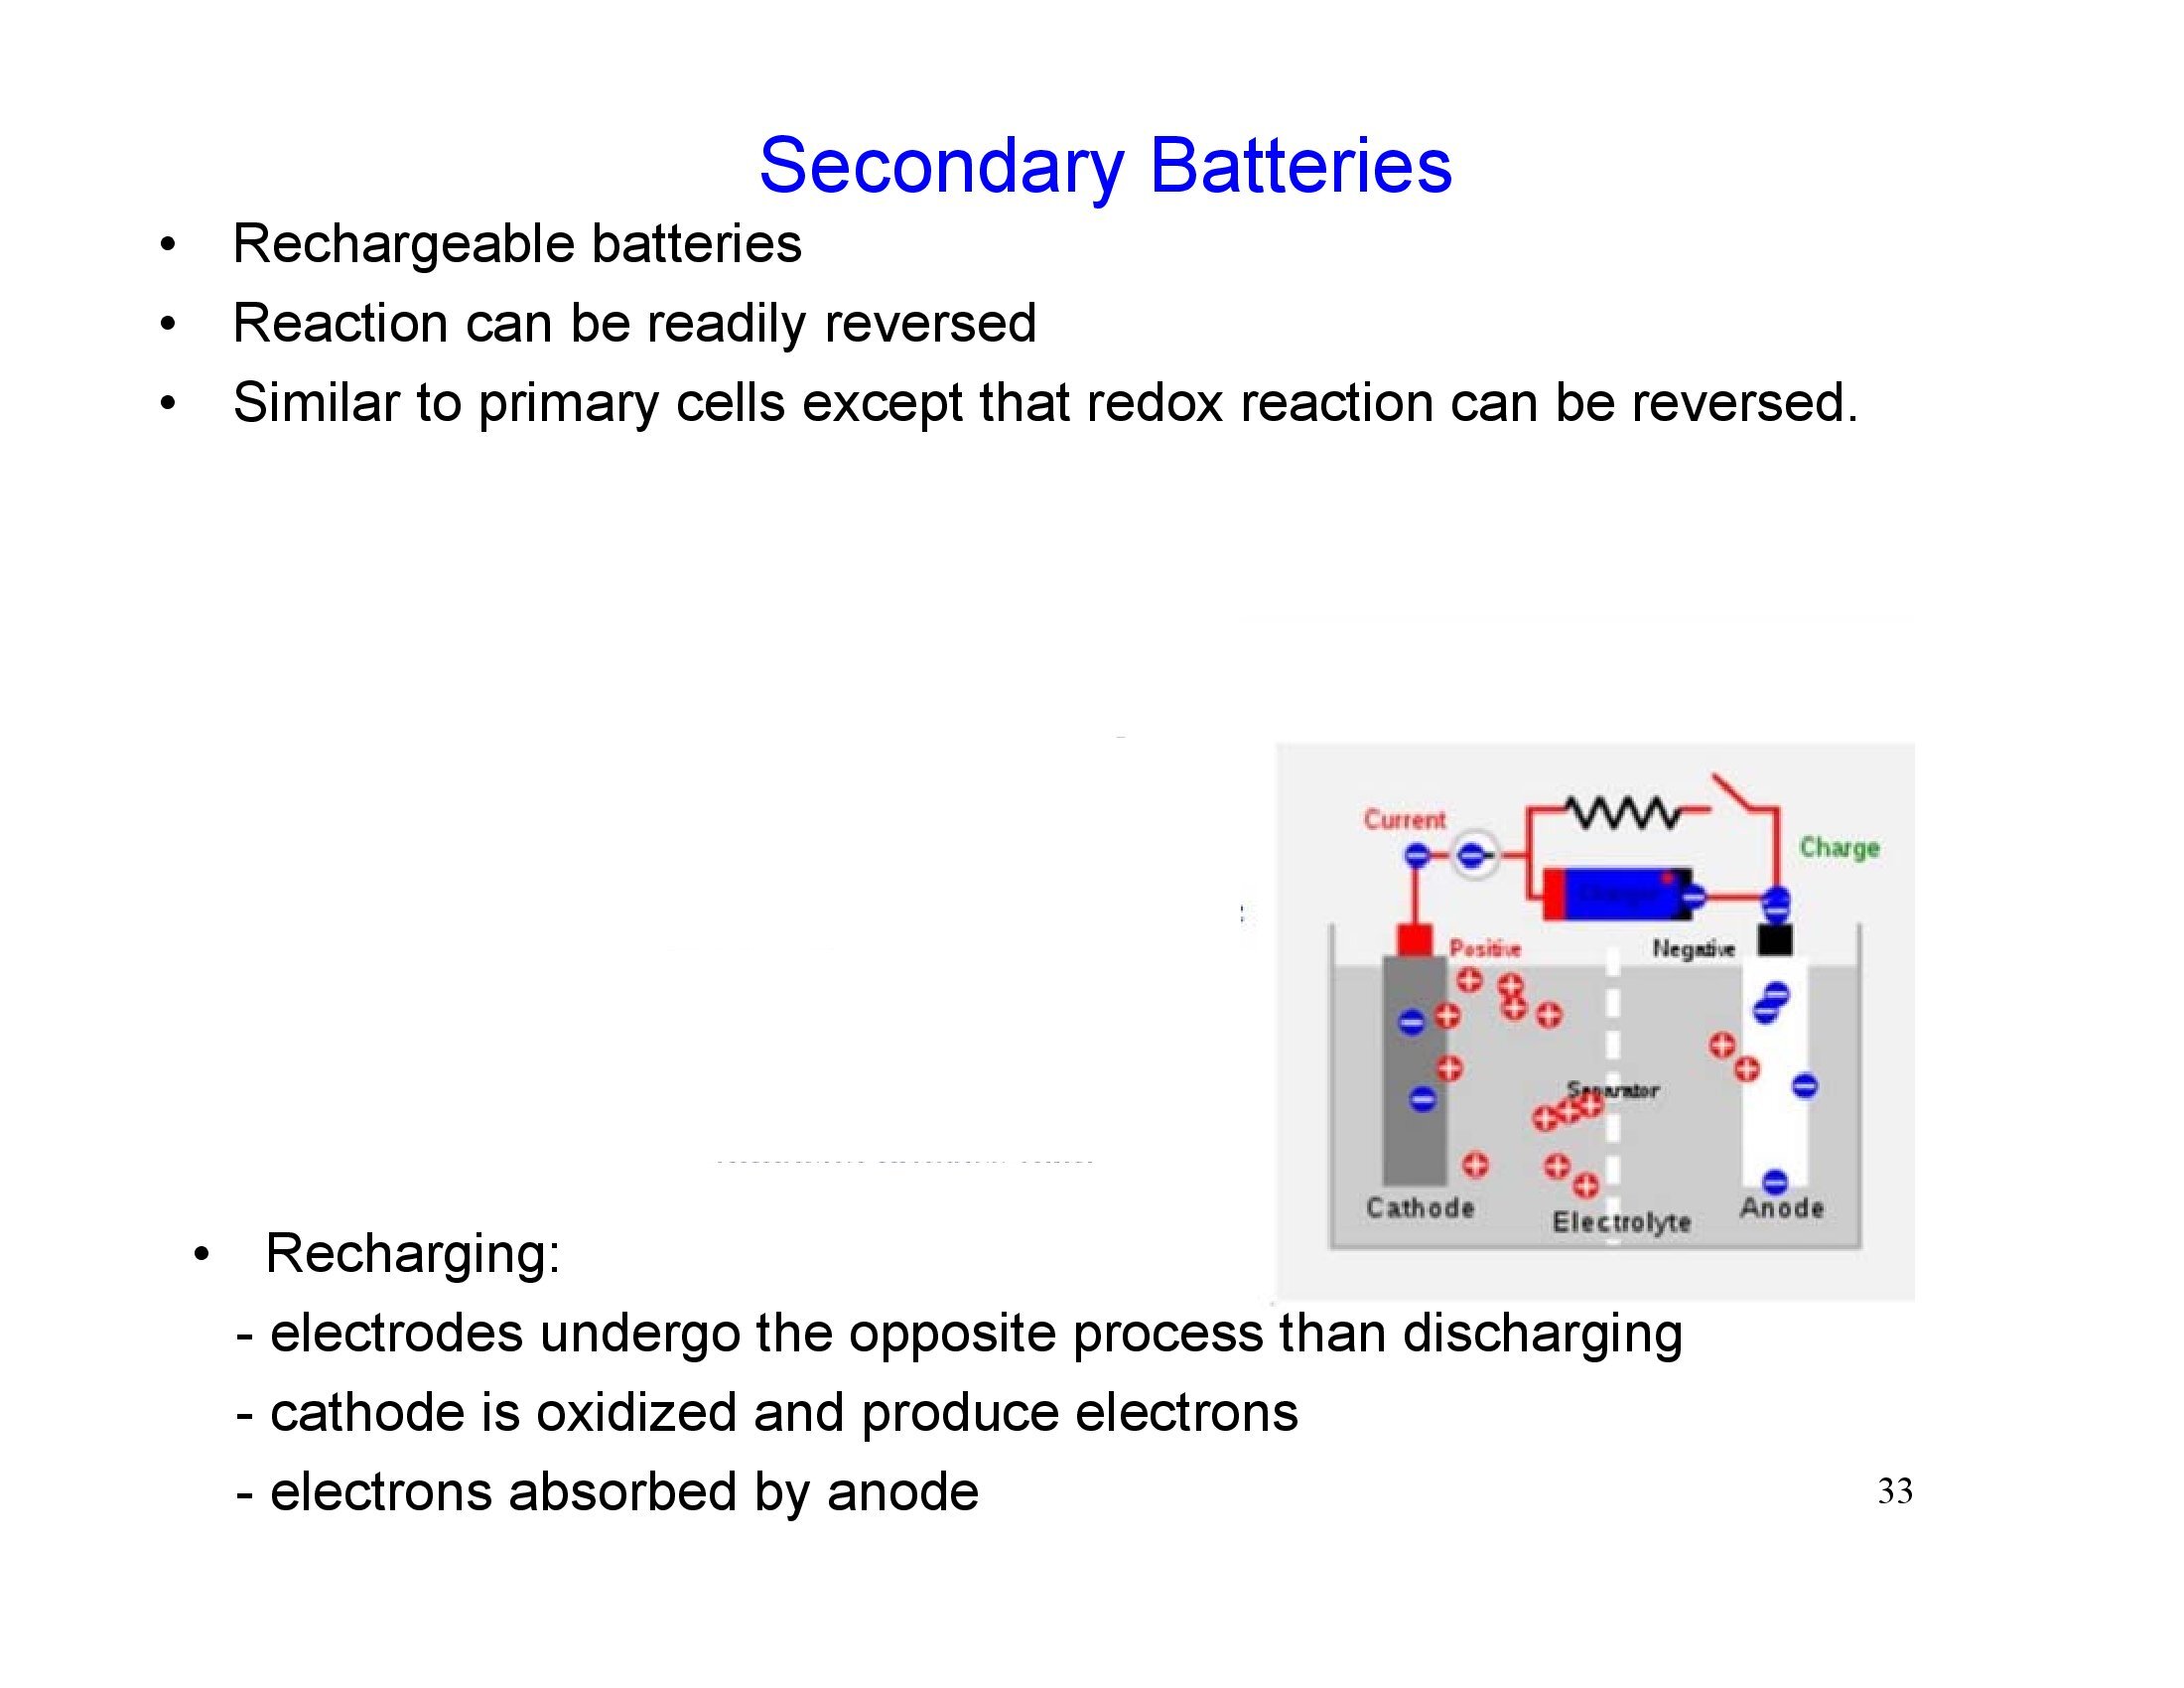 Secondary Batteries
• Rechargeable batteries
• Reaction can be readily reversed
• Similar to primary cells except that redox reaction can be reversed.
Current
Charge
Positive
Negative
Separator
Cathode
Electrolyte
Anode
• Recharging:
- electrodes undergo the opposite process than discharging
- cathode is oxidized and produce electrons
- electrons absorbed by anode
33